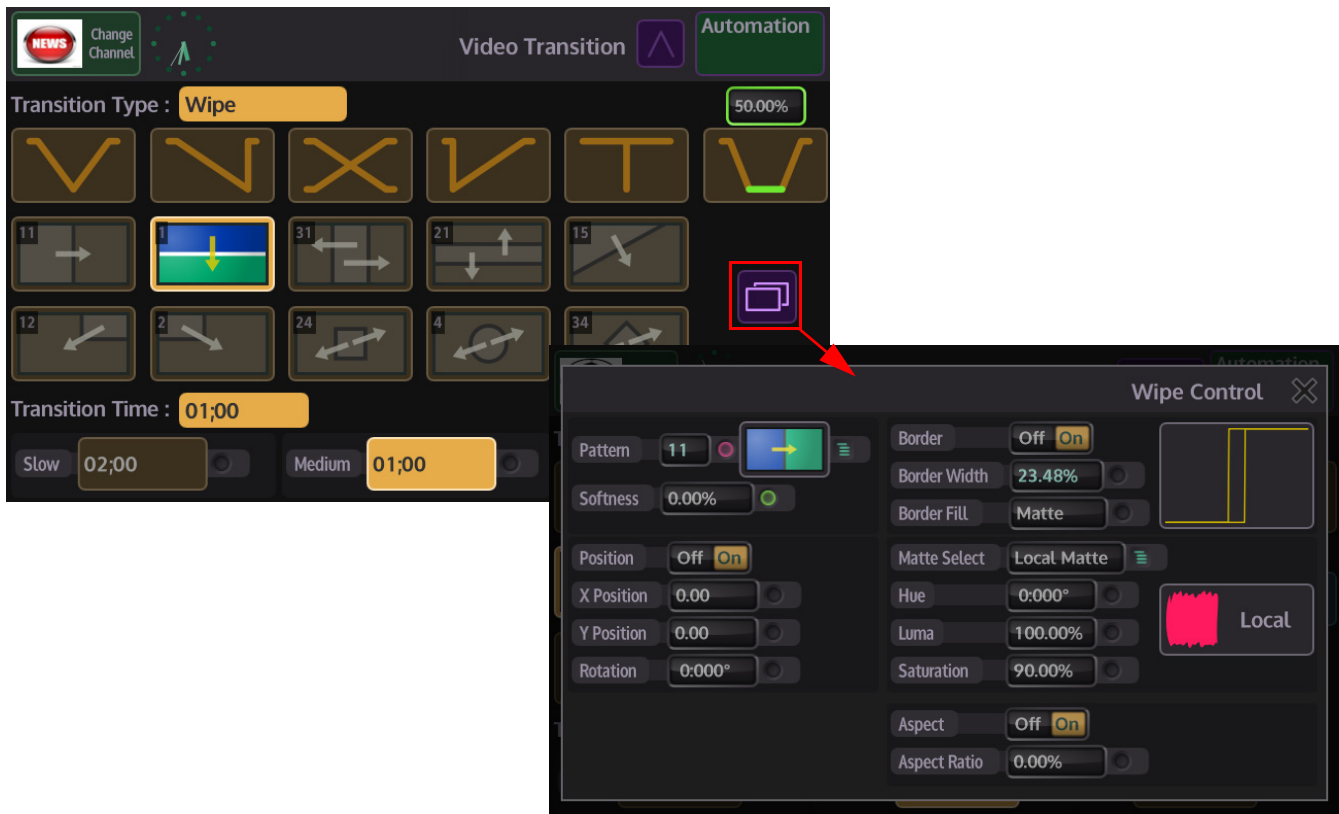 NEWS
Change
Channel
Video Transition
Automation
Transition Type : Wipe
50.00%
11
1
31
21
15
12
2
24
4
34
Transition Time : 01;00
Slow 02;00
Medium 01;00
Automation
Wipe Control
Pattern 11
Softness 0.00%
Border Off On
Border Width 23.48%
Border Fill Matte
Position Off On
X Position 0.00
Y Position 0.00
Rotation 0:000°
Matte Select Local Matte
Hue 0:000°
Luma 100.00%
Saturation 90.00%
Local
Aspect Off On
Aspect Ratio 0.00%